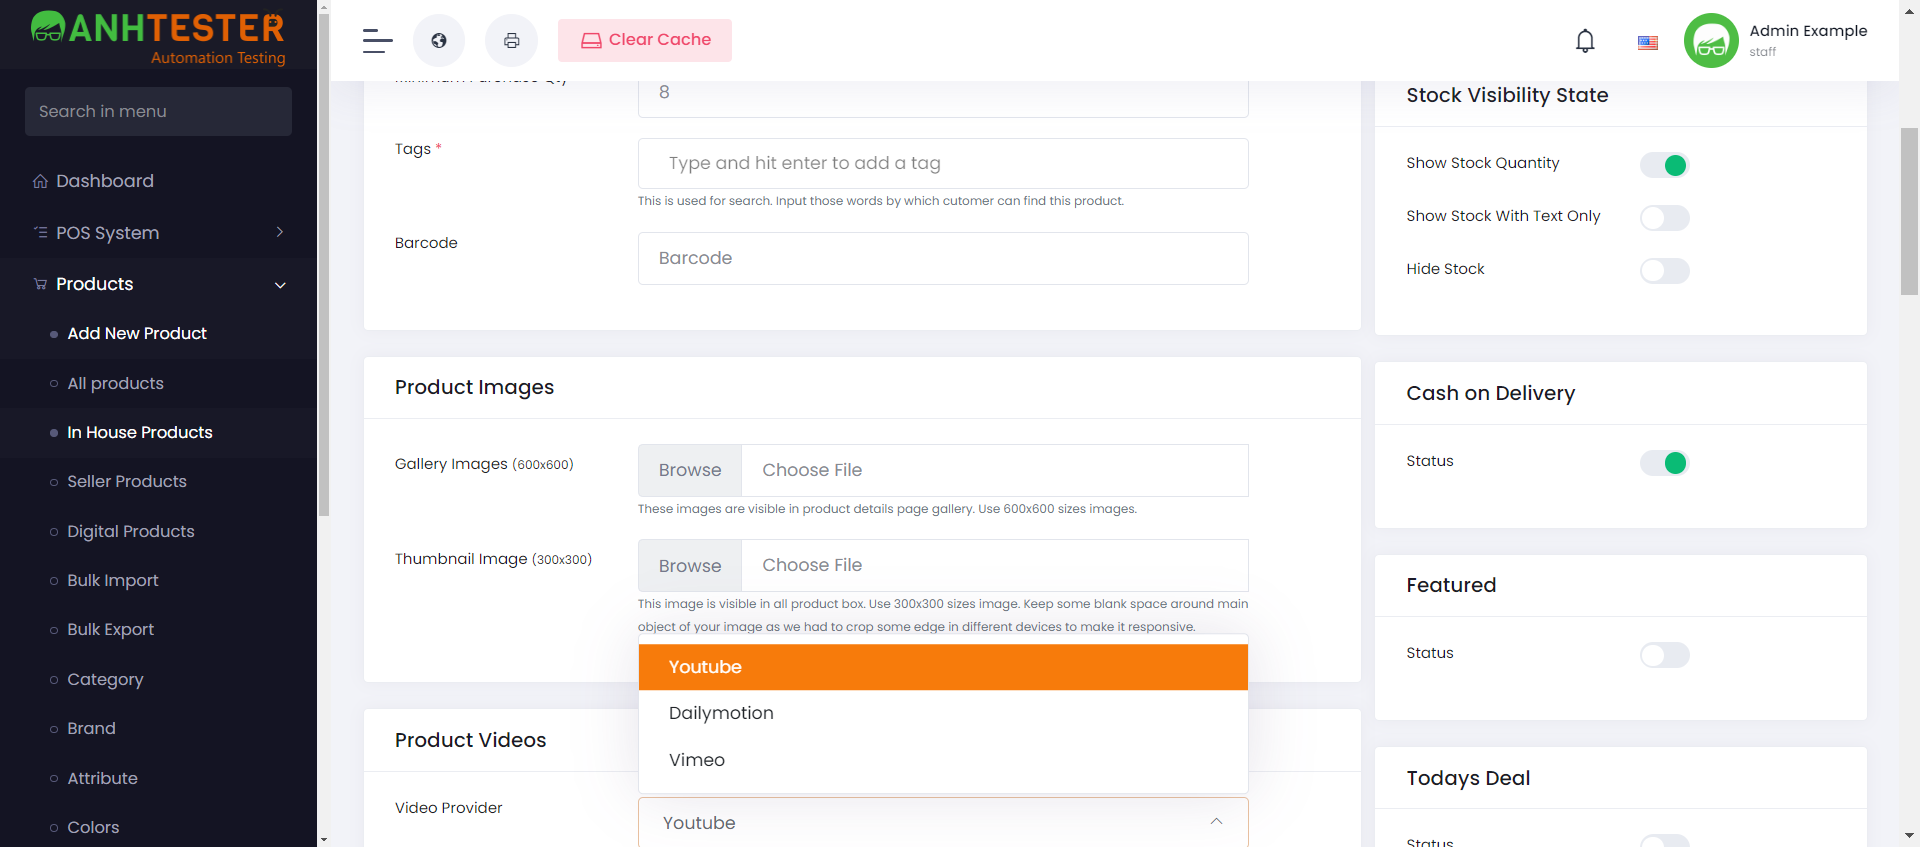 ANHTESTER
Automation Testing
Search in menu
Dashboard
POS System
Products
Add New Product
All products
In House Products
Seller Products
Digital Products
Bulk Import
Bulk Export
Category
Brand
Attribute
Colors
Clear Cache
Admin Example
staff
Minimum Purchase Qty
8
Tags *
Type and hit enter to add a tag
This is used for search. Input those words by which cutomer can find this product.
Barcode
Barcode
Product Images
Gallery Images (600x600)
Browse
Choose File
These images are visible in product details page gallery. Use 600x600 sizes images.
Thumbnail Image (300x300)
Browse
Choose File
This image is visible in all product box. Use 300x300 sizes image. Keep some blank space around main
object of your image as we had to crop some edge in different devices to make it responsive.
Youtube
Dailymotion
Vimeo
Product Videos
Video Provider
Youtube
Stock Visibility State
Show Stock Quantity
Show Stock With Text Only
Hide Stock
Cash on Delivery
Status
Featured
Status
Todays Deal
Status